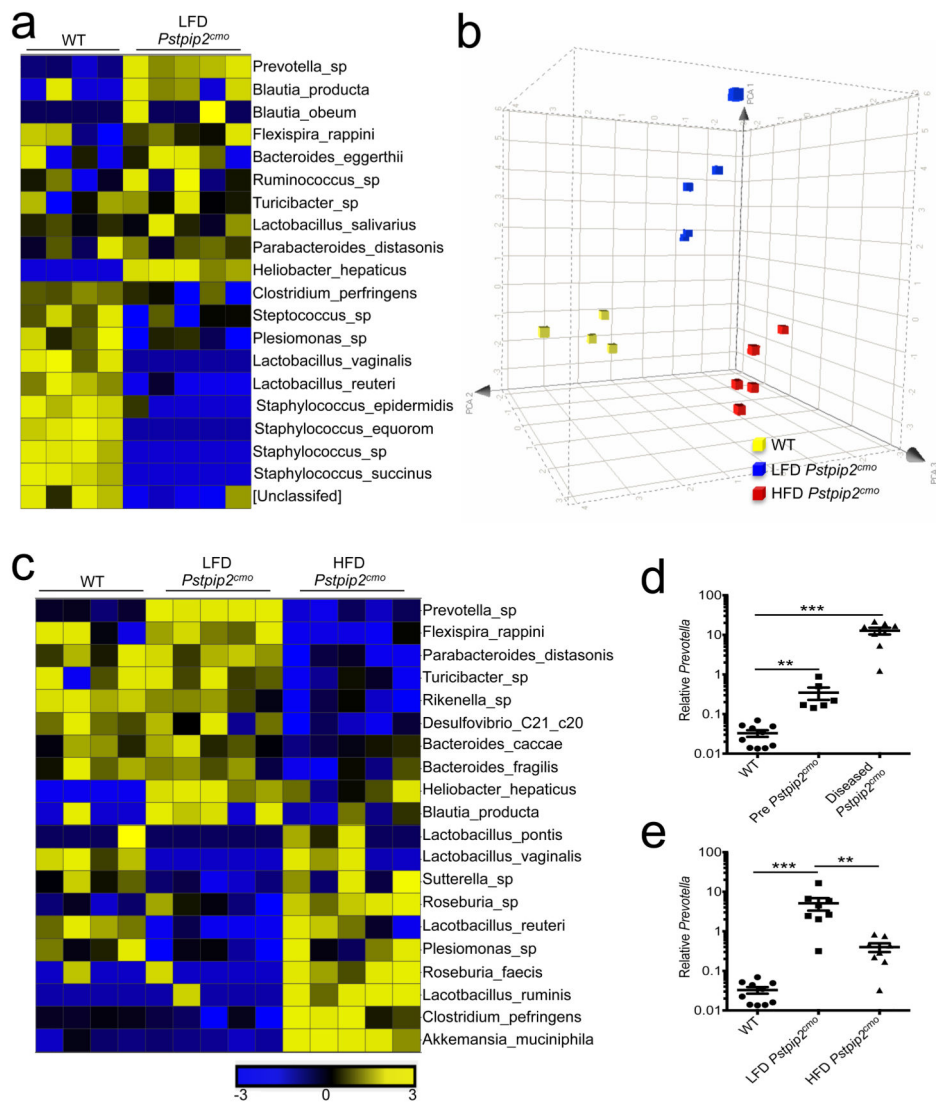 a
WT
LFD
Pstpip2cmo
Prevotella_sp
Blautia_producta
Blautia_obeum
Flexispira_rappini
Bacteroides_eggerthii
Ruminococcus_sp
Turicibacter_sp
Lactobacillus_salivarius
Parabacteroides_distasonis
Heliobacter_hepaticus
Clostridium_perfringens
Steptococcus_sp
Plesiomonas_sp
Lactobacillus_vaginalis
Lactobacillus_reuteri
Staphylococcus_epidermidis
Staphylococcus_equorom
Staphylococcus_sp
Staphylococcus_succinus
[Unclassifed]
b
PCA 1
PCA 2
PCA 3
WT
LFD Pstpip2cmo
HFD Pstpip2cmo
c
WT
LFD
Pstpip2cmo
HFD
Pstpip2cmo
Prevotella_sp
Flexispira_rappini
Parabacteroides_distasonis
Turicibacter_sp
Rikenella_sp
Desulfovibrio_C21_c20
Bacteroides_caccae
Bacteroides_fragilis
Heliobacter_hepaticus
Blautia_producta
Lactobacillus_pontis
Lactobacillus_vaginalis
Sutterella_sp
Roseburia_sp
Lacotbacillus_reuteri
Plesiomonas_sp
Roseburia_faecis
Lacotbacillus_ruminis
Clostridium_pefringens
Akkemansia_muciniphila
-3 0 3
d
Relative Prevotella
100
10
1
0.1
0.01
***
**
WT
Pre Pstpip2cmo
Diseased
Pstpip2cmo
e
Relative Prevotella
100
10
1
0.1
0.01
*** **
WT
LFD Pstpip2cmo
HFD Pstpip2cmo